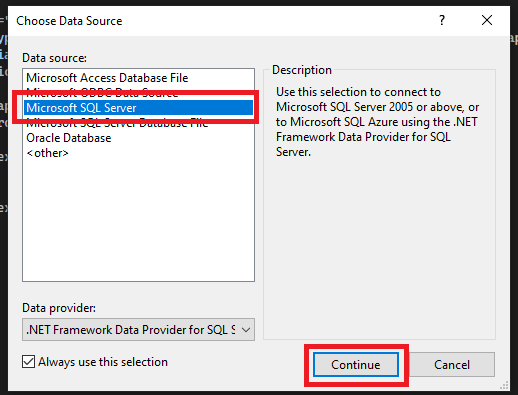 Choose Data Source
?
Data source:
Description
Microsoft Access Database File
Microsoft ODBC Data Source
Microsoft SQL Server
Microsoft SQL Server Database File
Oracle Database
<other>
Use this selection to connect to
Microsoft SQL Server 2005 or above, or
to Microsoft SQL Azure using the .NET
Framework Data Provider for SQL
Server.
Data provider:
.NET Framework Data Provider for SQL S
Always use this selection
Continue
Cancel